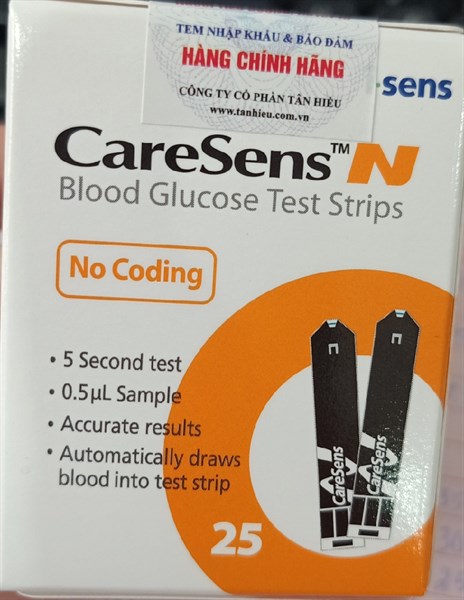 TEM NHẬP KHẨU & BẢO ĐẢM
HÀNG CHÍNH HÃNG
CÔNG TY CỔ PHẦN TÂN HIẾU
www.tanhieu.com.vn
-sens
CareSens™ N
Blood Glucose Test Strips
No Coding
• 5 Second test
• 0.5µL Sample
• Accurate results
• Automatically draws
blood into test strip
CareSens
CareSens
25